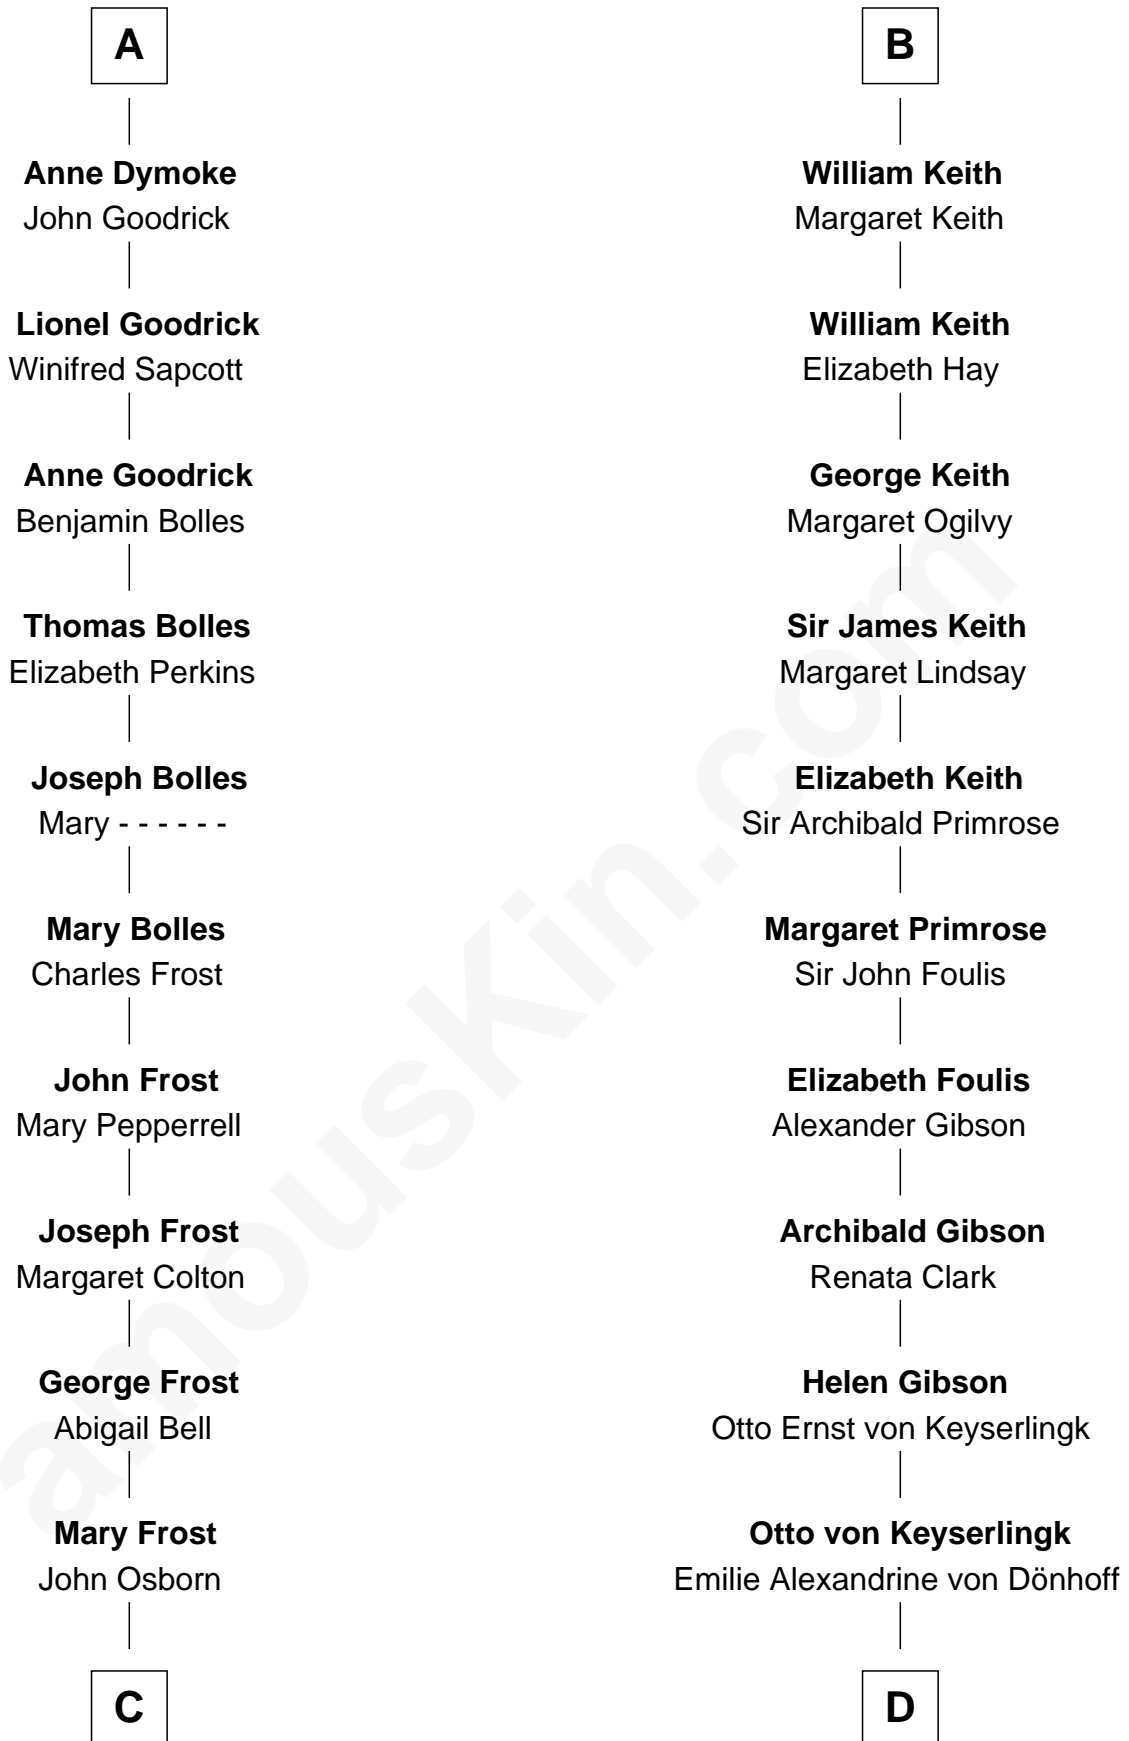 A
Anne Dymoke
John Goodrick
Lionel Goodrick
Winifred Sapcott
Anne Goodrick
Benjamin Bolles
Thomas Bolles
Elizabeth Perkins
Joseph Bolles
Mary - - - - - -
Mary Bolles
Charles Frost
John Frost
Mary Pepperrell
Joseph Frost
Margaret Colton
George Frost
Abigail Bell
Mary Frost
John Osborn
C
B
William Keith
Margaret Keith
William Keith
Elizabeth Hay
George Keith
Margaret Ogilvy
Sir James Keith
Margaret Lindsay
Elizabeth Keith
Sir Archibald Primrose
Margaret Primrose
Sir John Foulis
Elizabeth Foulis
Alexander Gibson
Archibald Gibson
Renata Clark
Helen Gibson
Otto Ernst von Keyserlingk
Otto von Keyserlingk
Emilie Alexandrine von Dönhoff
D
amousKin.com